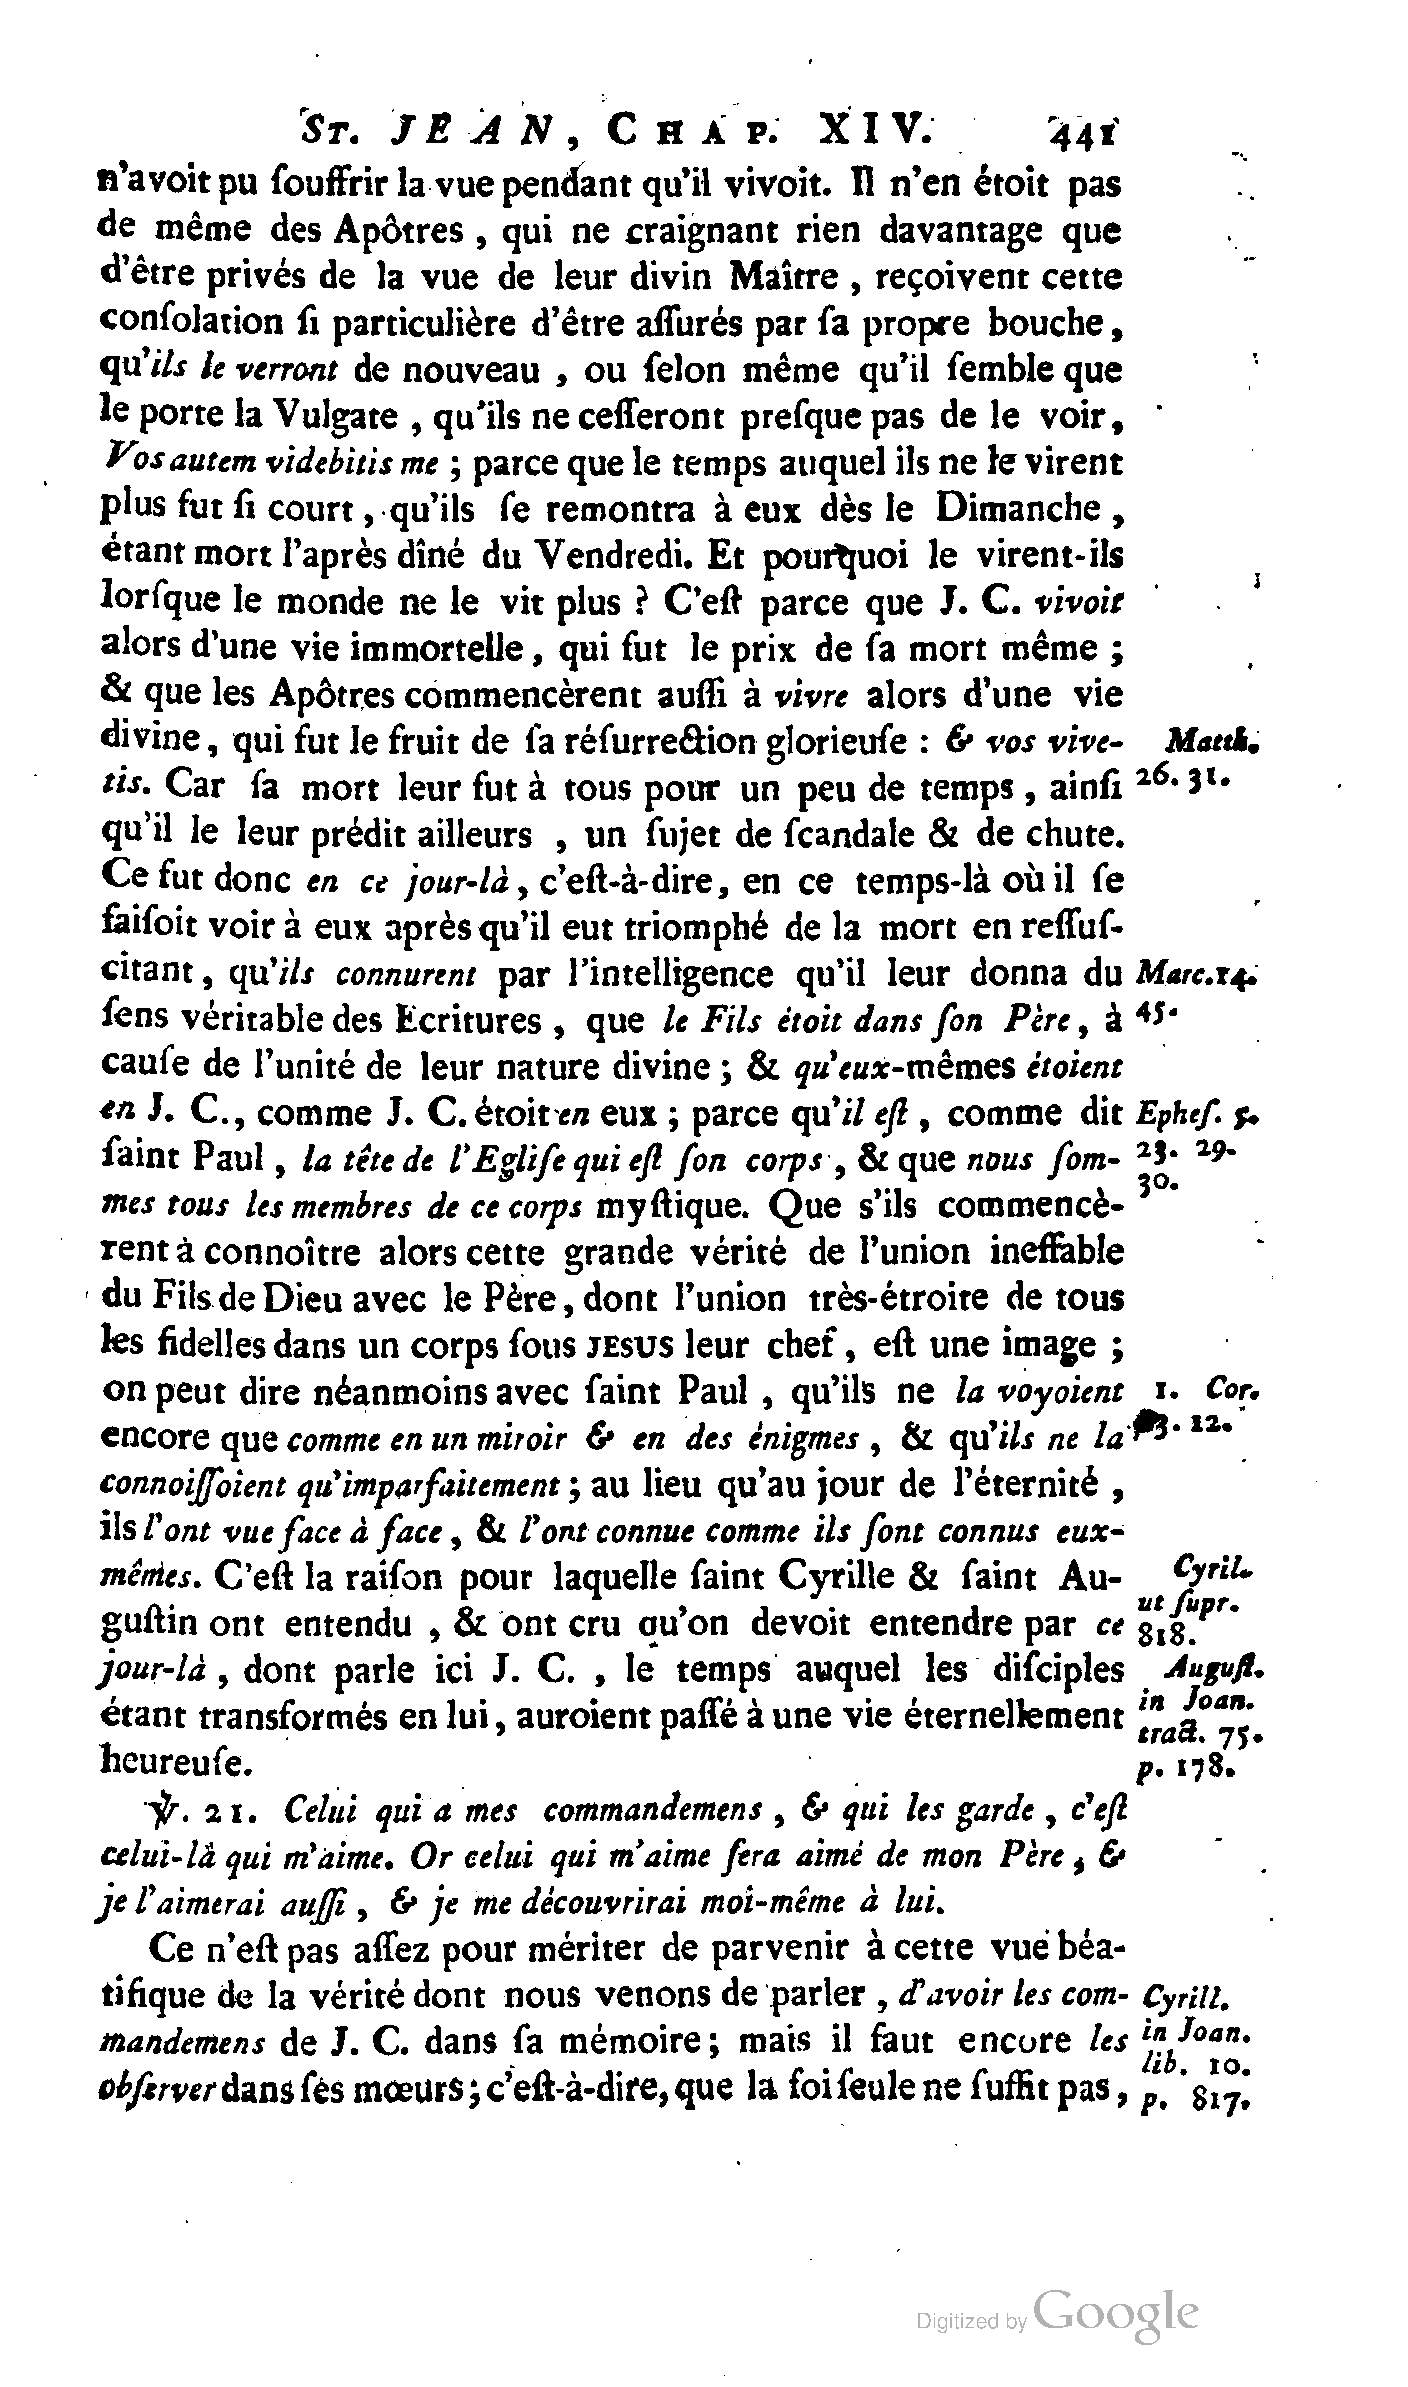 ST. JEAN, CHAP. XIV. 441
n'avoit pu ſouffrir la vue pendant qu'il vivoit. Il n'en étoit pas
de même des Apôtres , qui ne craignant rien davantage que
d'être privés de la vue de leur divin Maître , reçoivent cette
conſolation ſi particulière d'être aſſurés par ſa propre bouche,
qu'ils le verront de nouveau , ou ſelon même qu'il ſemble que
le porte la Vulgate , qu'ils ne ceſſeront preſque pas de le voir,
Vos autem videbitis me ; parce que le temps auquel ils ne le virent
plus fut ſi court , qu'ils ſe remontra à eux dès le Dimanche ,
étant mort l'après dîné du Vendredi. Et pourquoi le virent-ils
lorſque le monde ne le vit plus ? C'eſt parce que J. C. vivoit
alors d'une vie immortelle, qui fut le prix de ſa mort même ;
& que les Apôtres commencèrent auſſi à vivre alors d'une vie
divine, qui fut le fruit de ſa réſurrection glorieuſe : & vos vive-
tis. Car ſa mort leur fut à tous pour un peu de temps , ainſi
qu'il le leur prédit ailleurs , un ſujet de ſcandale & de chute.
Ce fut donc en ce jour-là, c'eſt-à-dire, en ce temps-là où il ſe
faiſoit voir à eux après qu'il eut triomphé de la mort en reſſuſ-
citant, qu'ils connurent par l'intelligence qu'il leur donna du
ſens véritable des Ecritures , que le Fils étoit dans ſon Père, à
cauſe de l'unité de leur nature divine ; & qu'eux-mêmes étoient
en J. C., comme J. C. étoit en eux ; parce qu'il eſt , comme dit
ſaint Paul , la tête de l'Egliſe qui eſt ſon corps , & que nous ſom-
mes tous les membres de ce corps myſtique. Que s'ils commencè-
rent à connoître alors cette grande vérité de l'union ineffable
du Fils de Dieu avec le Père, dont l'union très-étroite de tous
les fidelles dans un corps ſous JESUS leur chef , eſt une image ;
on peut dire néanmoins avec ſaint Paul , qu'ils ne la voyoient
encore que comme en un miroir & en des énigmes , & qu'ils ne la
connoiſſoient qu'imparfaitement ; au lieu qu'au jour de l'éternité ,
ils l'ont vue face à face, & l'ont connue comme ils ſont connus eux-
mêmes. C'eſt la raiſon pour laquelle ſaint Cyrille & ſaint Au-
guſtin ont entendu , & ont cru qu'on devoit entendre par ce
jour-là , dont parle ici J. C. , le temps auquel les diſciples
étant transformés en lui, auroient paſſé à une vie éternellement
heureuſe.
℣. 21. Celui qui a mes commandemens , & qui les garde , c'eſt
celui-là qui m'aime. Or celui qui m'aime ſera aimé de mon Père, &
je l'aimerai auſſi , & je me découvrirai moi-même à lui.
Ce n'eſt pas aſſez pour mériter de parvenir à cette vue béa-
tifique de la vérité dont nous venons de parler , d'avoir les com-
mandemens de J. C. dans ſa mémoire ; mais il faut encore les
obſerver dans ſes mœurs ; c'eſt-à-dire, que la foi ſeule ne ſuffit pas,
Matth.
26. 31.
Marc. 14.
45.
Epheſ. 5.
23. 29.
30.
1. Cor.
13. 12.
Cyril.
ut ſupr.
818.
Auguſt.
in Joan.
tract. 75.
p. 178.
Cyrill.
in Joan.
lib. 10.
p. 817.
Digitized by Google